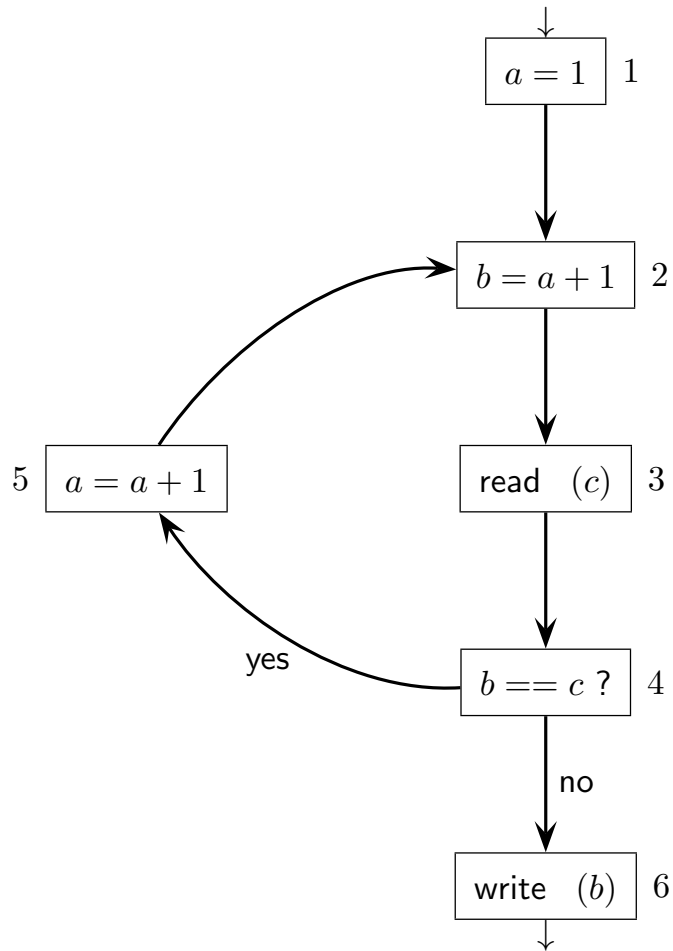 a = 1 1
b = a + 1 2
5 a = a + 1 read (c) 3
yes b == c ? 4
no
write (b) 6